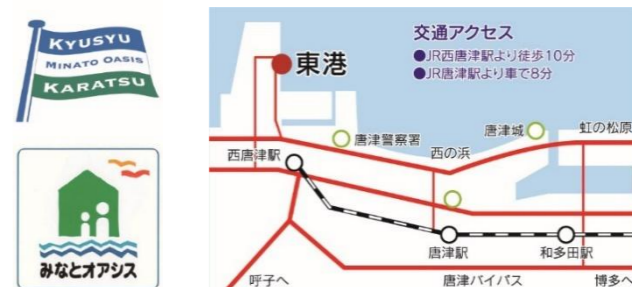 KYUSYU
MINATO OASIS
KARATSU
みなとオアシス
交通アクセス
●JR西唐津駅より徒歩10分
●JR唐津駅より車で8分
東港
唐津警察署
唐津城
虹の松原
西唐津駅
西の浜
唐津駅
和多田駅
呼子へ
唐津バイパス
博多へ